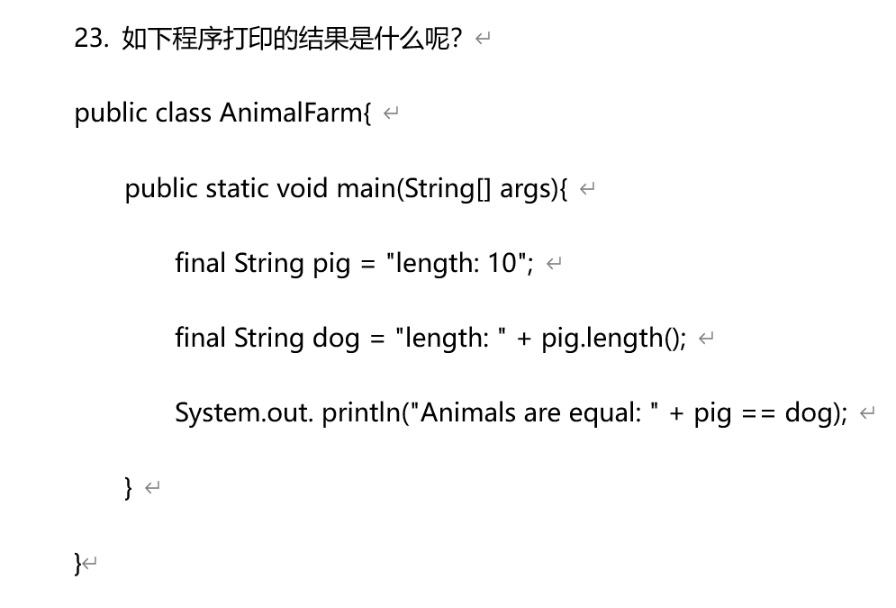 23. 如下程序打印的结果是什么呢？ ↵
public class AnimalFarm{ ↵
public static void main(String[] args){ ↵
final String pig = "length: 10"; ↵
final String dog = "length: " + pig.length(); ↵
System.out. println("Animals are equal: " + pig == dog); ↵
} ↵
}↵